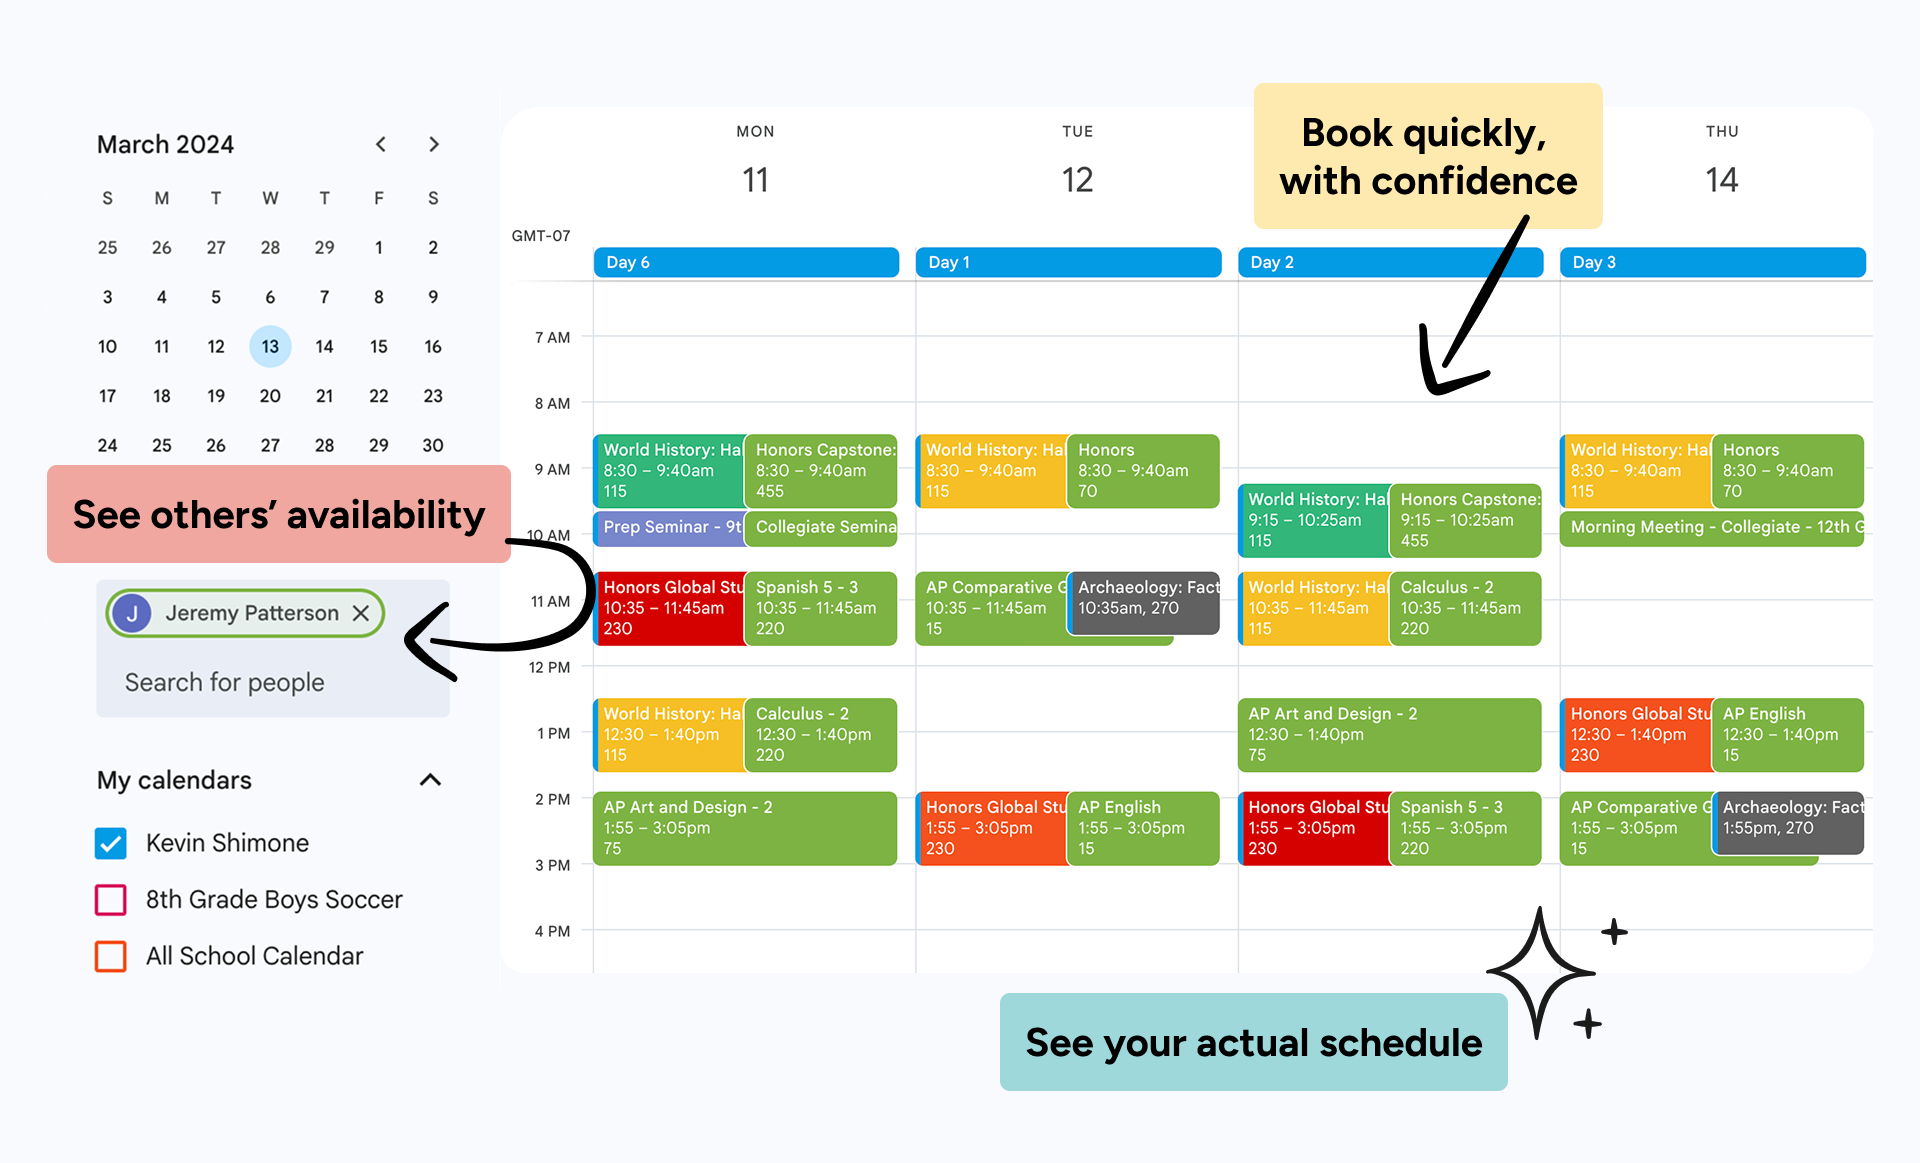 March 2024
S M T W T F S
25 26 27 28 29 1 2
3 4 5 6 7 8 9
10 11 12 13 14 15 16
17 18 19 20 21 22 23
24 25 26 27 28 29 30
See others’ availability
J Jeremy Patterson
Search for people
My calendars
Kevin Shimone
8th Grade Boys Soccer
All School Calendar
Book quickly,
with confidence
MON
11
TUE
12
THU
14
GMT-07
Day 6
Day 1
Day 2
Day 3
7 AM
8 AM
9 AM
10 AM
11 AM
12 PM
1 PM
2 PM
3 PM
4 PM
World History: Ha
8:30 – 9:40am
115
Honors Capstone:
8:30 – 9:40am
455
Prep Seminar - 9t
Collegiate Semina
Honors Global Stu
10:35 – 11:45am
230
Spanish 5 - 3
10:35 – 11:45am
220
World History: Ha
12:30 – 1:40pm
115
Calculus - 2
12:30 – 1:40pm
220
AP Art and Design - 2
1:55 – 3:05pm
75
World History: Ha
8:30 – 9:40am
115
Honors
8:30 – 9:40am
70
AP Comparative G
10:35 – 11:45am
15
Archaeology: Fact
10:35am, 270
Honors Global Stu
1:55 – 3:05pm
230
AP English
1:55 – 3:05pm
15
World History: Ha
9:15 – 10:25am
115
Honors Capstone:
9:15 – 10:25am
455
World History: Ha
10:35 – 11:45am
115
Calculus - 2
10:35 – 11:45am
220
AP Art and Design - 2
12:30 – 1:40pm
75
Honors Global Stu
1:55 – 3:05pm
230
Spanish 5 - 3
1:55 – 3:05pm
220
World History: Ha
8:30 – 9:40am
115
Honors
8:30 – 9:40am
70
Morning Meeting - Collegiate - 12th G
Honors Global Stu
12:30 – 1:40pm
230
AP English
12:30 – 1:40pm
15
AP Comparative G
1:55 – 3:05pm
15
Archaeology: Fact
1:55pm, 270
See your actual schedule